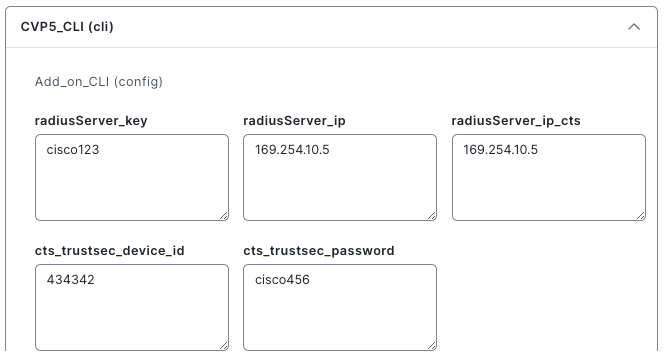 CVP5_CLI (cli)
Add_on_CLI (config)
radiusServer_key
radiusServer_ip
radiusServer_ip_cts
cisco123
169.254.10.5
169.254.10.5
cts_trustsec_device_id
cts_trustsec_password
434342
cisco456